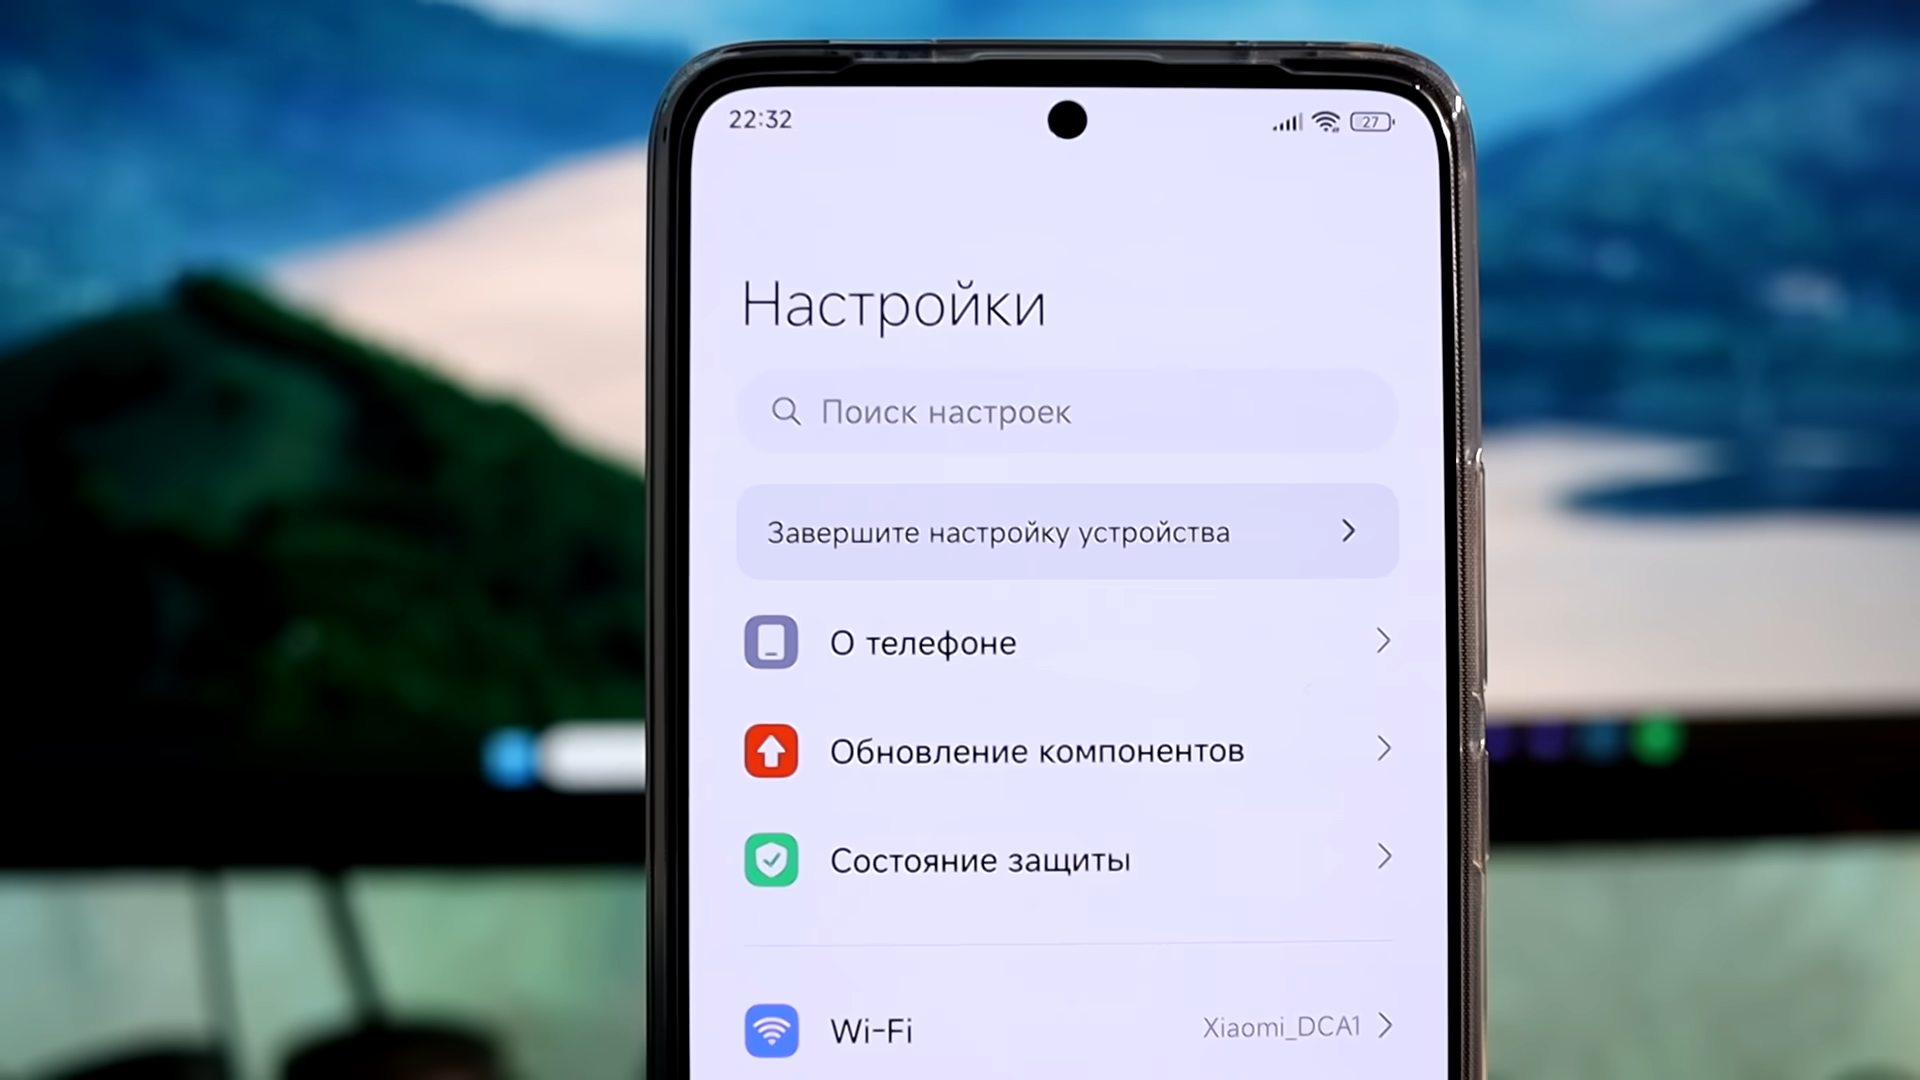 22:32
27
Настройки
Поиск настроек
Завершите настройку устройства
О телефоне
Обновление компонентов
Состояние защиты
Wi-Fi
Xiaomi_DCA1